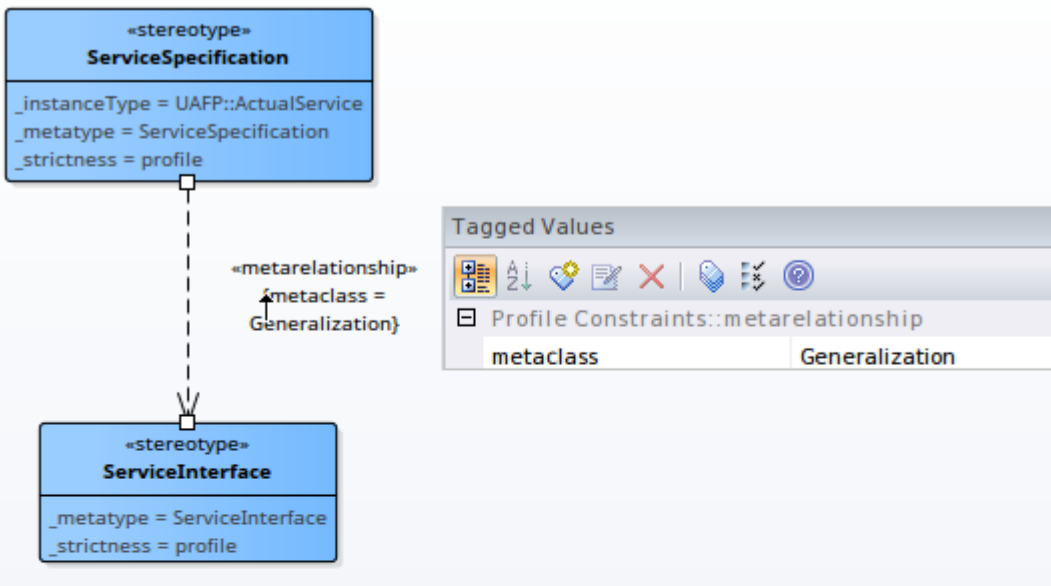 «stereotype»
ServiceSpecification
_instanceType = UAFP::ActualService
_metatype = ServiceSpecification
_strictness = profile
«metarelationship»
{metaclass =
Generalization}
Tagged Values
Profile Constraints::metarelationship
metaclass Generalization
«stereotype»
ServiceInterface
_metatype = ServiceInterface
_strictness = profile